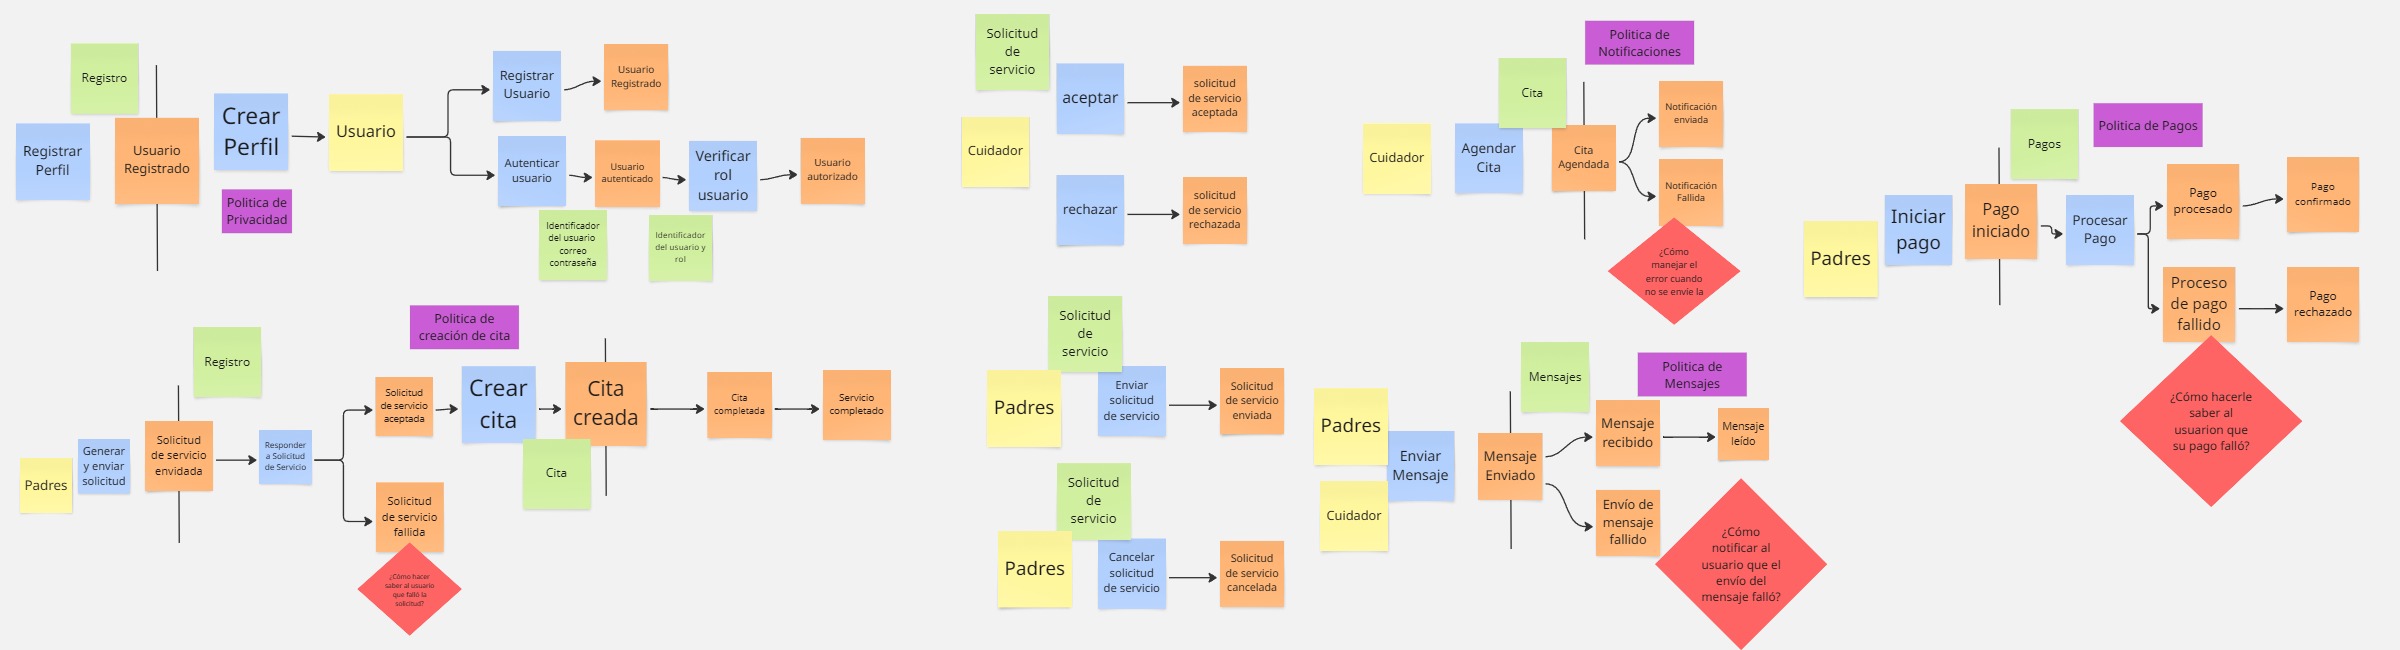 Registro
Registrar
Perfil
Usuario
Registrado
Crear
Perfil
Politica de
Privacidad
Usuario
Registrar
Usuario
Usuario
Registrado
Autenticar
usuario
Usuario
autenticado
Verificar
rol
usuario
Usuario
autorizado
Identificador
del usuario
correo
contraseña
Identificador
del usuario y
rol
Registro
Padres
Generar
y enviar
solicitud
Solicitud
de servicio
envidada
Responder
a Solicitud
de Servicio
Solicitud
de servicio
aceptada
Solicitud
de servicio
fallida
¿Cómo hacer
saber al usuario
que falló la
solicitud?
Politica de
creación de cita
Crear
cita
Cita
creada
Cita
Cita
completada
Servicio
completado
Solicitud
de
servicio
Cuidador
aceptar
solicitud
de servicio
aceptada
rechazar
solicitud
de servicio
rechazada
Solicitud
de
servicio
Padres
Enviar
solicitud
de servicio
Solicitud
de servicio
enviada
Solicitud
de
servicio
Padres
Cancelar
solicitud
de servicio
Solicitud
de servicio
cancelada
Politica de
Notificaciones
Cita
Cuidador
Agendar
Cita
Cita
Agendada
Notificación
enviada
Notificación
Fallida
¿Cómo
manejar el
error cuando
no se envíe la
Mensajes
Politica de
Mensajes
Padres
Cuidador
Enviar
Mensaje
Mensaje
Enviado
Mensaje
recibido
Mensaje
leído
Envío de
mensaje
fallido
¿Cómo
notificar al
usuario que el
envío del
mensaje falló?
Pagos
Politica de Pagos
Padres
Iniciar
pago
Pago
iniciado
Procesar
Pago
Pago
procesado
Pago
confirmado
Proceso
de pago
fallido
Pago
rechazado
¿Cómo hacerle
saber al
usuarion que
su pago falló?